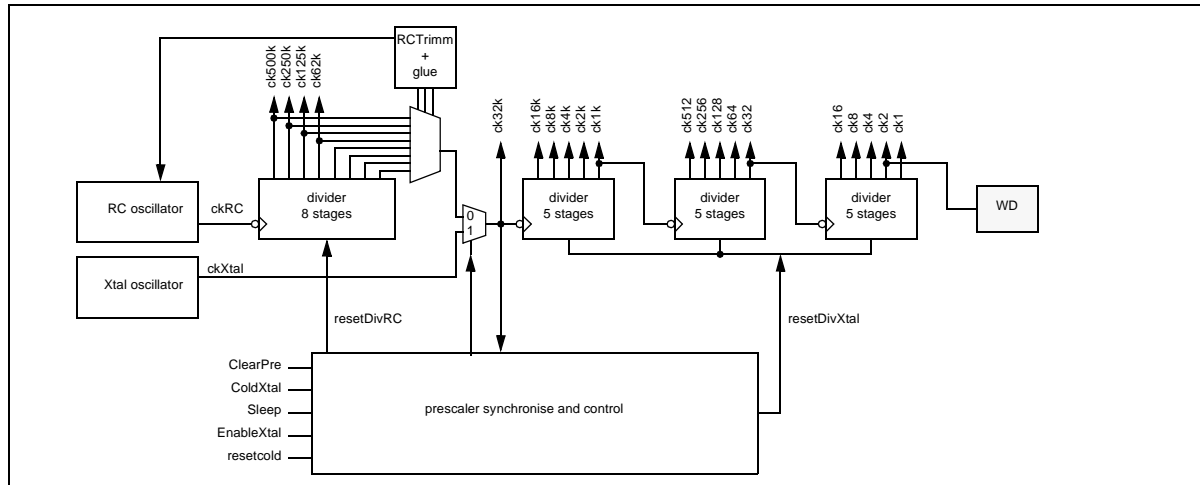 RCTrimm
+
glue
ck500k
ck250k
ck125k
ck62k
ck32k
ck16k
ck8k
ck4k
ck2k
ck1k
ck512
ck256
ck128
ck64
ck32
ck16
ck8
ck4
ck2
ck1
RC oscillator
ckRC
divider
8 stages
0
1
divider
5 stages
divider
5 stages
divider
5 stages
WD
Xtal oscillator
ckXtal
resetDivRC
resetDivXtal
ClearPre
ColdXtal
Sleep
EnableXtal
resetcold
prescaler synchronise and control